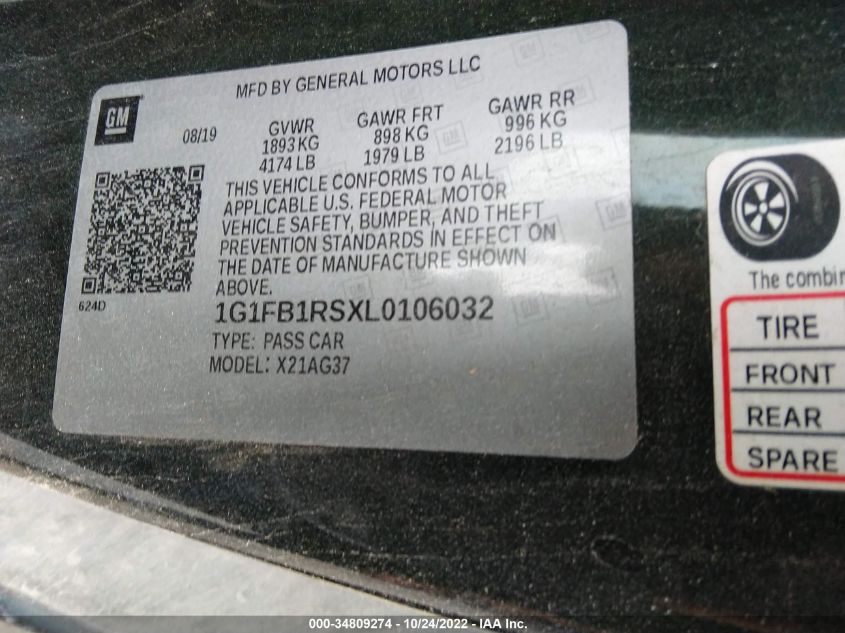 MFD BY GENERAL MOTORS LLC
GM
08/19
GVWR
1893 KG
4174 LB
GAWR FRT
898 KG
1979 LB
GAWR RR
996 KG
2196 LB
THIS VEHICLE CONFORMS TO ALL
APPLICABLE U.S. FEDERAL MOTOR
VEHICLE SAFETY, BUMPER, AND THEFT
PREVENTION STANDARDS IN EFFECT ON
THE DATE OF MANUFACTURE SHOWN
ABOVE.
624D
1G1FB1RSXL0106032
TYPE: PASS CAR
MODEL: X21AG37
The combin
TIRE
FRONT
REAR
SPARE
000-34809274 - 10/24/2022 - IAA Inc.